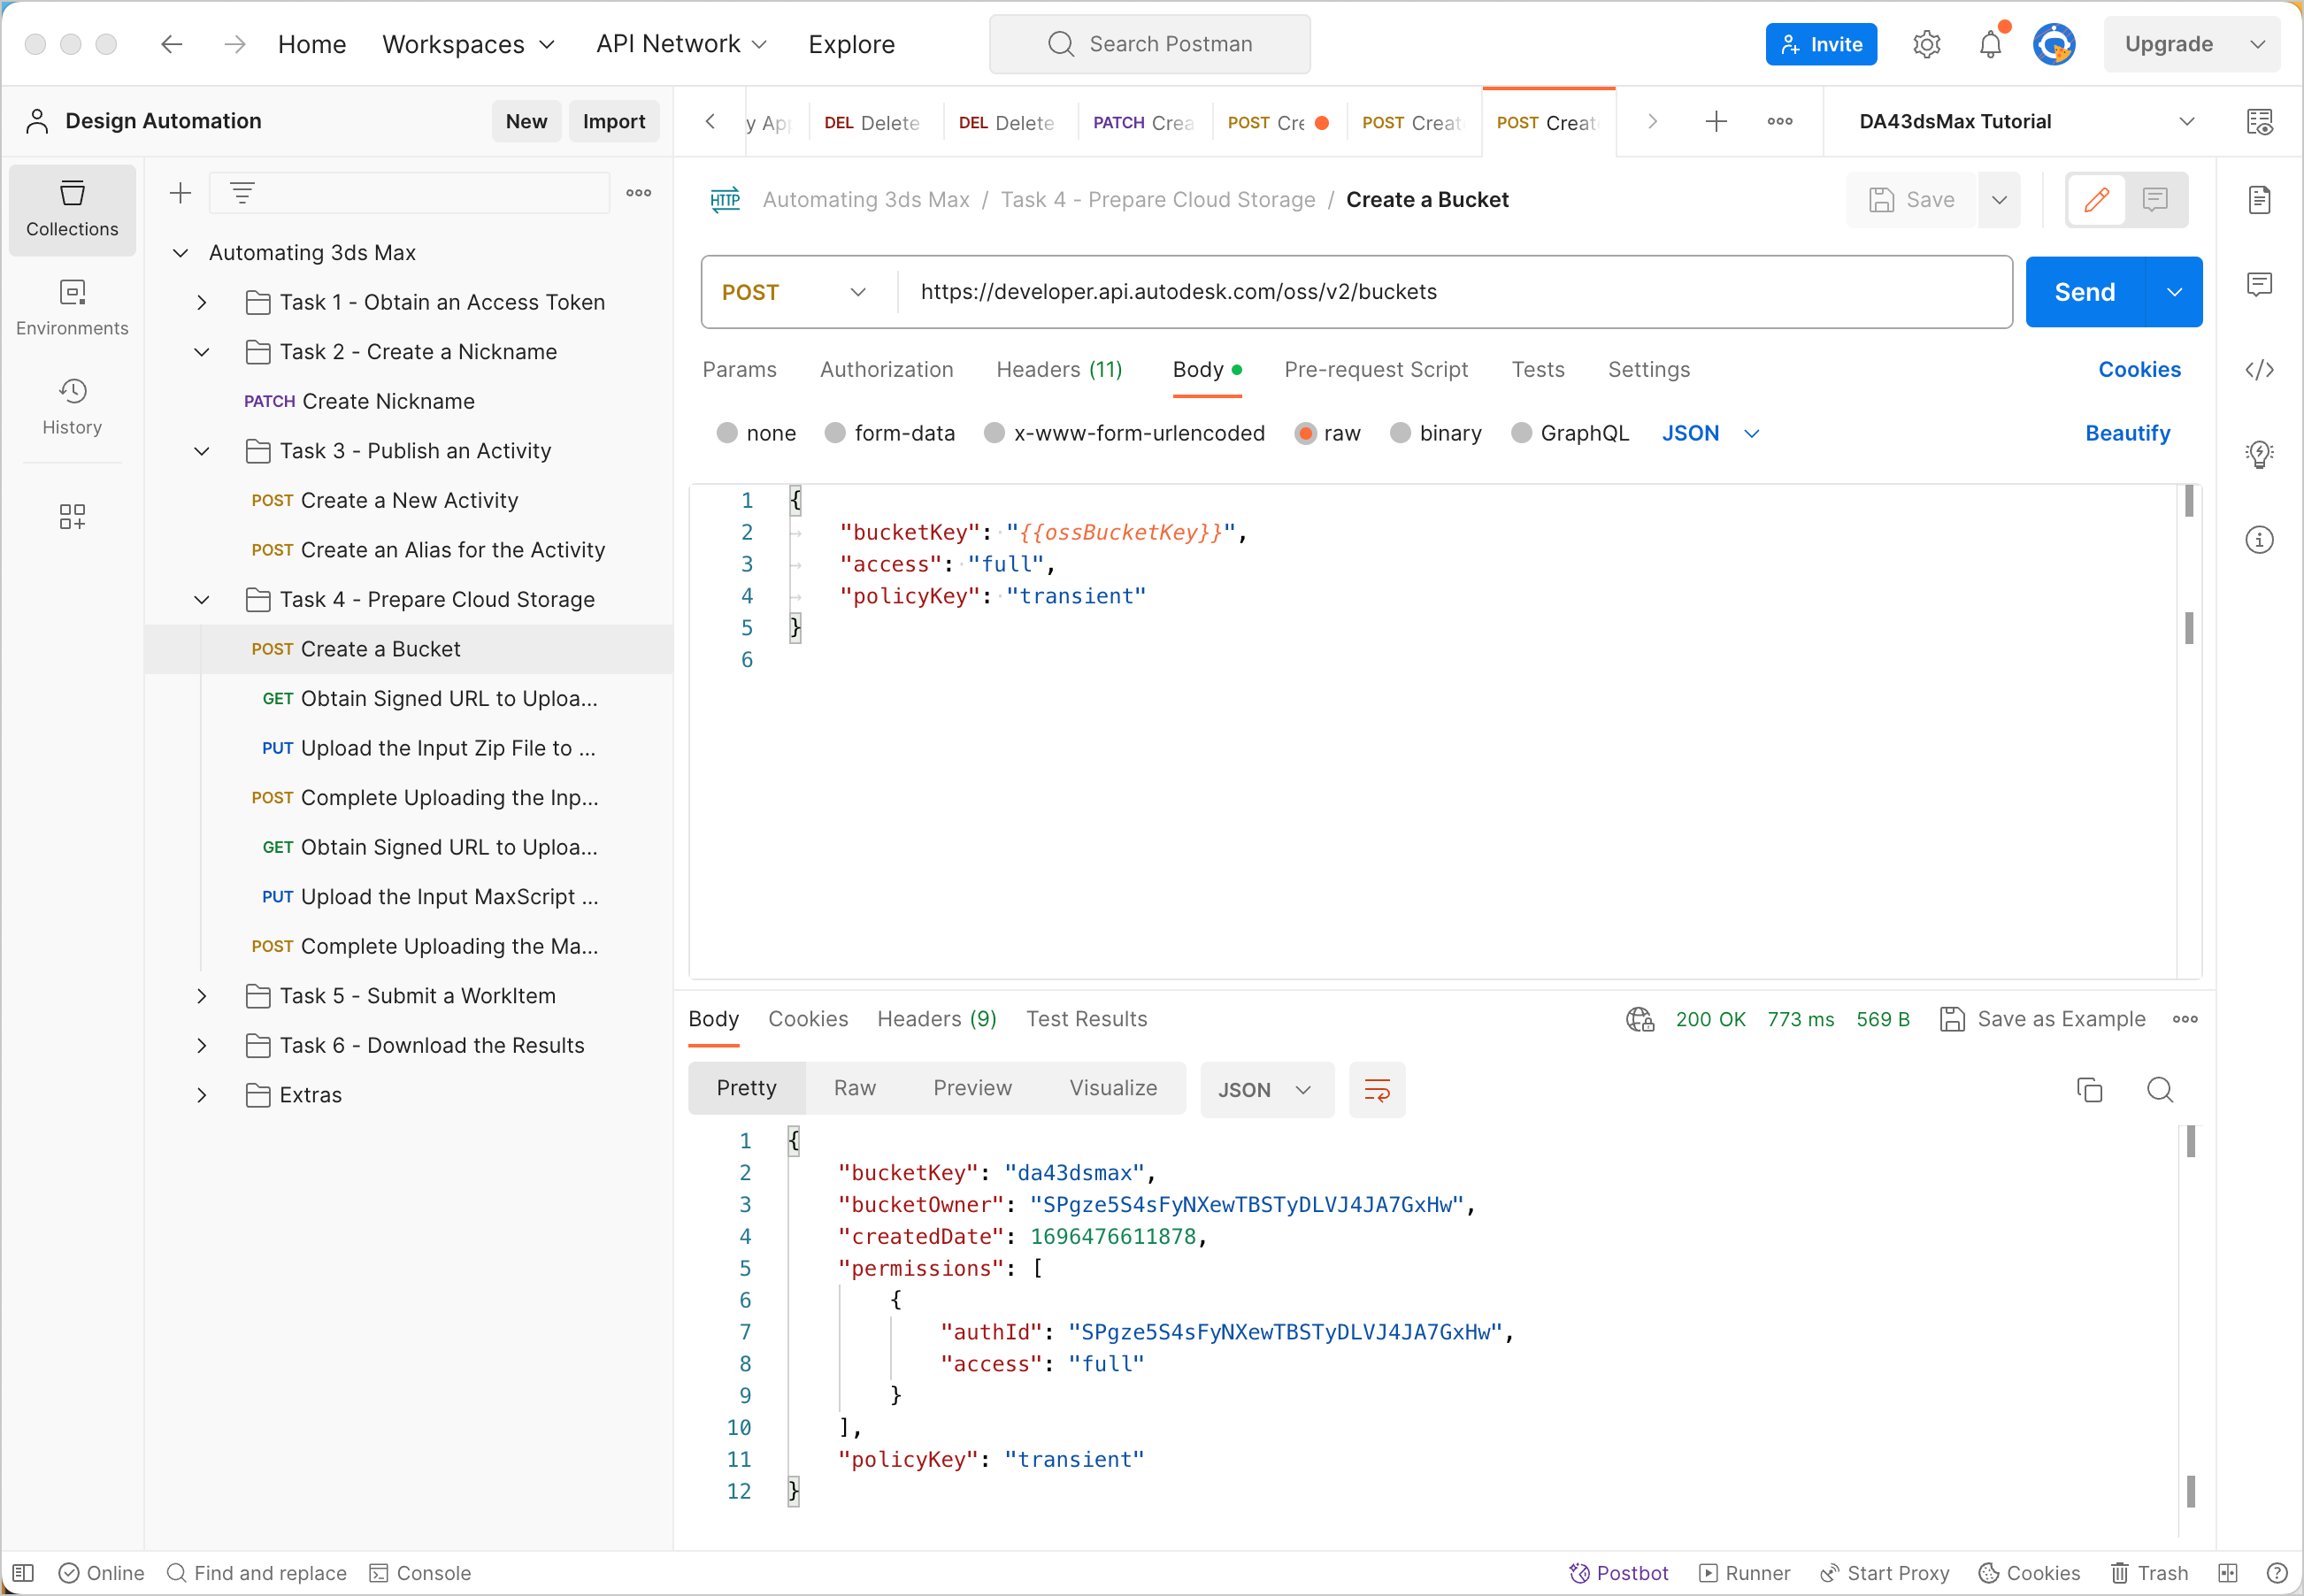 Home Workspaces API Network Explore Search Postman Invite Upgrade
Design Automation New Import
y App DEL Delete DEL Delete PATCH Crea POST Cre POST Creat POST Creat DA43dsMax Tutorial
Collections
Environments
History
Automating 3ds Max
Task 1 - Obtain an Access Token
Task 2 - Create a Nickname
PATCH Create Nickname
Task 3 - Publish an Activity
POST Create a New Activity
POST Create an Alias for the Activity
Task 4 - Prepare Cloud Storage
POST Create a Bucket
GET Obtain Signed URL to Uploa...
PUT Upload the Input Zip File to ...
POST Complete Uploading the Inp...
GET Obtain Signed URL to Uploa...
PUT Upload the Input MaxScript ...
POST Complete Uploading the Ma...
Task 5 - Submit a WorkItem
Task 6 - Download the Results
Extras
HTTP Automating 3ds Max / Task 4 - Prepare Cloud Storage / Create a Bucket Save
POST https://developer.api.autodesk.com/oss/v2/buckets Send
Params Authorization Headers (11) Body Pre-request Script Tests Settings Cookies
none form-data x-www-form-urlencoded raw binary GraphQL JSON Beautify
1 {
2 "bucketKey": "{{ossBucketKey}}",
3 "access": "full",
4 "policyKey": "transient"
5 }
6
Body Cookies Headers (9) Test Results 200 OK 773 ms 569 B Save as Example
Pretty Raw Preview Visualize JSON
1 {
2 "bucketKey": "da43dsmax",
3 "bucketOwner": "SPgze5S4sFyNXewTBSTyDLVJ4JA7GxHw",
4 "createdDate": 1696476611878,
5 "permissions": [
6 {
7 "authId": "SPgze5S4sFyNXewTBSTyDLVJ4JA7GxHw",
8 "access": "full"
9 }
10 ],
11 "policyKey": "transient"
12 }
Online Find and replace Console Postbot Runner Start Proxy Cookies Trash